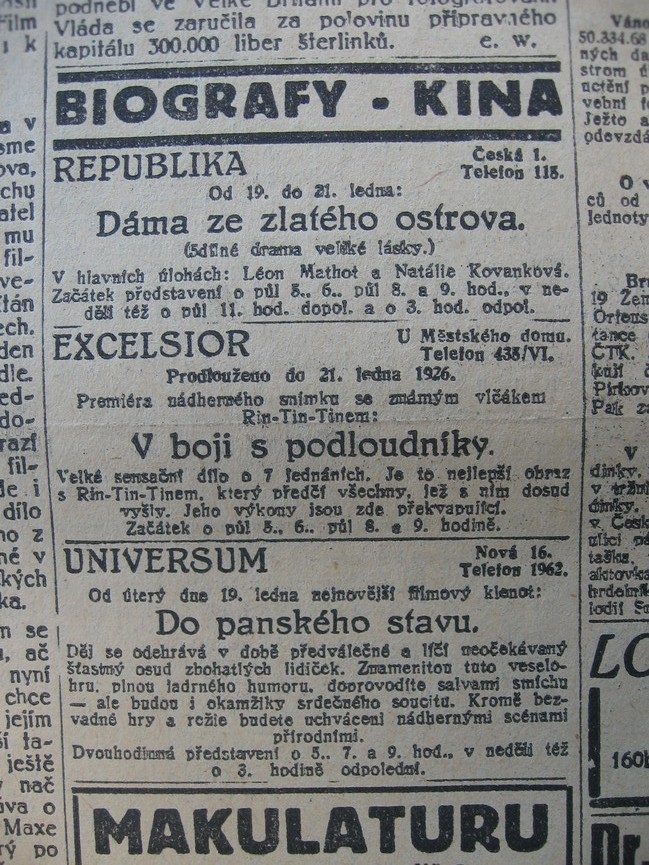 podnebí ve Velké Britanii pro
Vláda se zaručila za polovinu přípravného
kapitálu 300.000 liber šterlinků. e. w.
BIOGRAFY - KINA
REPUBLIKA
Česká 1.
Telefon 115.
Od 19. do 21. ledna:
Dáma ze zlatého ostrova.
(5dílné drama veliké lásky.)
V hlavních úlohách: Léon Mathot a Natálie Kovanková.
Začátek představení o půl 5., 6., půl 8. a 9. hod., v ne-
děli též o půl 11. hod. dopol. a o 3. hod. odpol.
EXCELSIOR
U Městského domu.
Telefon 435/VI.
Prodlouženo do 21. ledna 1926.
Premiéra nádherného snímku se známým vlčákem
Rin-Tin-Tinem:
V boji s podloudníky.
Velké sensační dílo o 7 jednáních. Je to nejlepší obraz
s Rin-Tin-Tinem, který předčí všechny, jež s ním dosud
vyšly. Jeho výkony jsou zde překvapující.
Začátek o půl 5., 6., půl 8. a 9. hodině.
UNIVERSUM
Nová 16.
Telefon 1962.
Od úterý dne 19. ledna nejnovější filmový klenot:
Do panského stavu.
Děj se odehrává v době předválečné a líčí neočekávaný
šťastný osud zbohatlých lidiček. Znamenitou tuto veselo-
hru, plnou jadrného humoru, doprovodíte salvami smíchu
— ale budou i okamžiky srdečného soucitu. Kromě bez-
vadné hry a režie budete uchváceni nádhernými scénami
přírodními.
Dvouhodinná představení o 5., 7. a 9. hod., v neděli též
o 3. hodině odpolední.
MAKULATURU